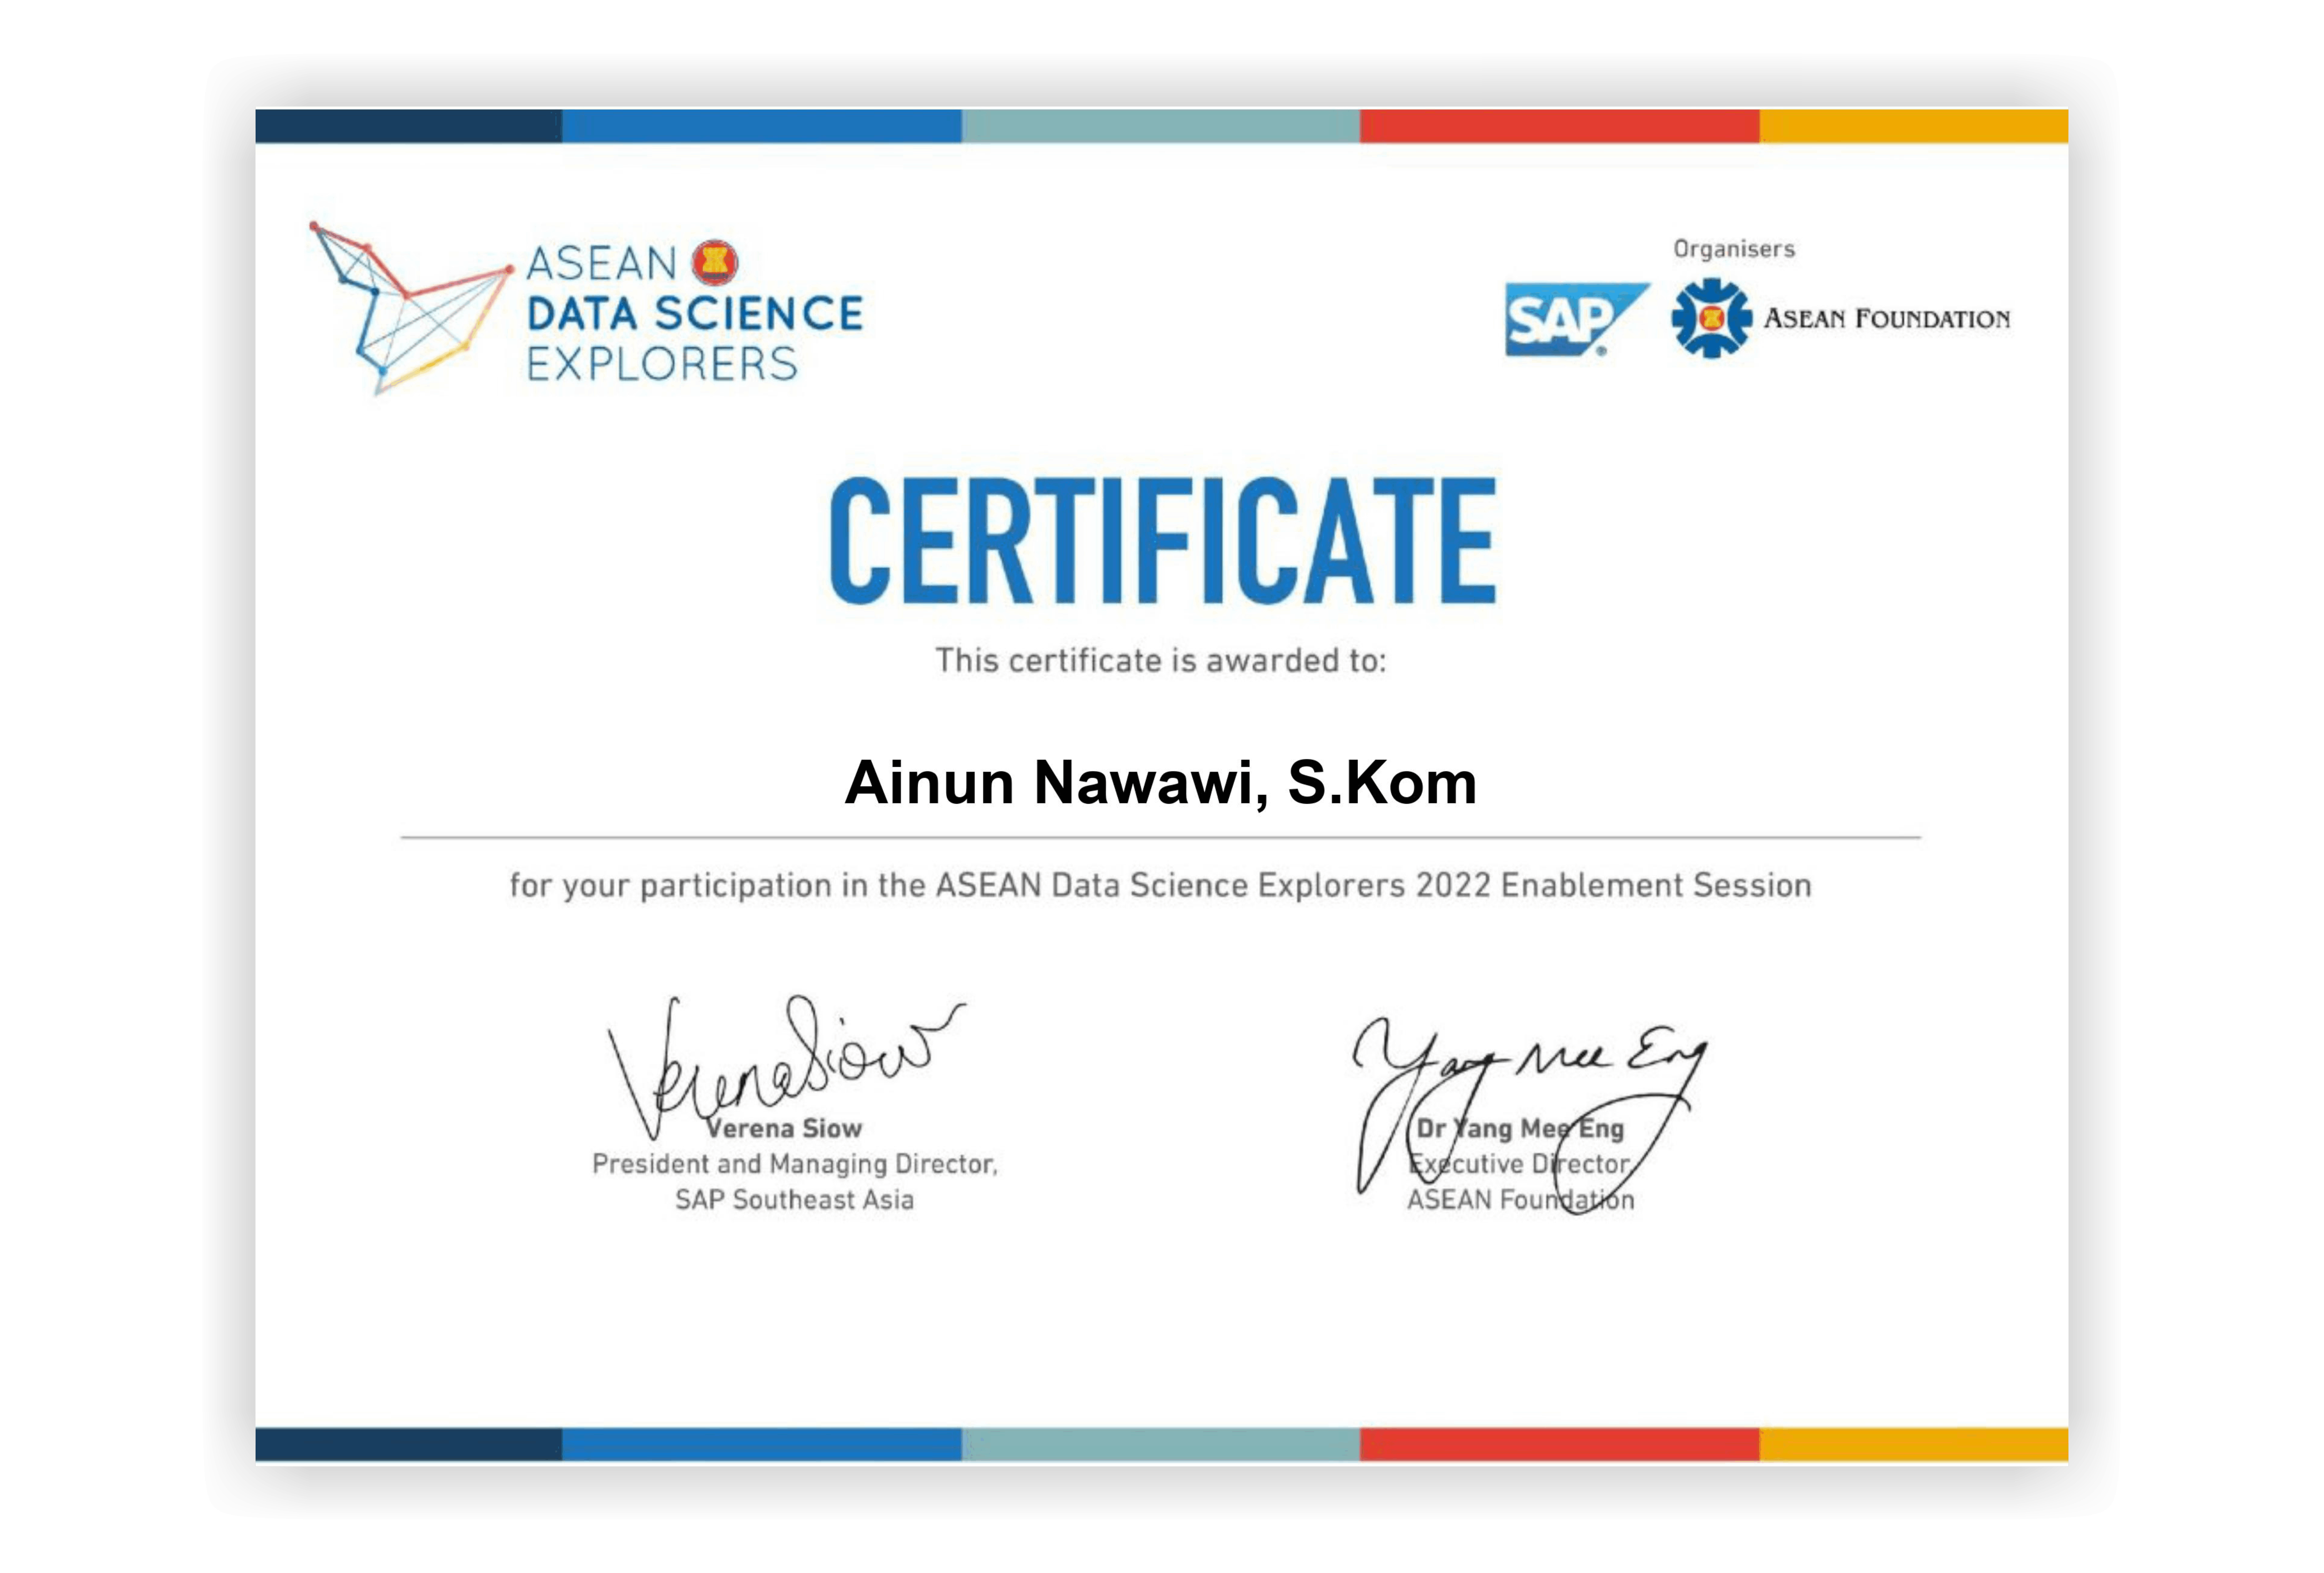 ASEAN
DATA SCIENCE
EXPLORERS
Organisers
SAP®
ASEAN FOUNDATION
CERTIFICATE
This certificate is awarded to:
Ainun Nawawi, S.Kom
for your participation in the ASEAN Data Science Explorers 2022 Enablement Session
Verena Siow
Yang Mee Eng
Verena Siow
President and Managing Director,
SAP Southeast Asia
Dr Yang Mee Eng
Executive Director,
ASEAN Foundation